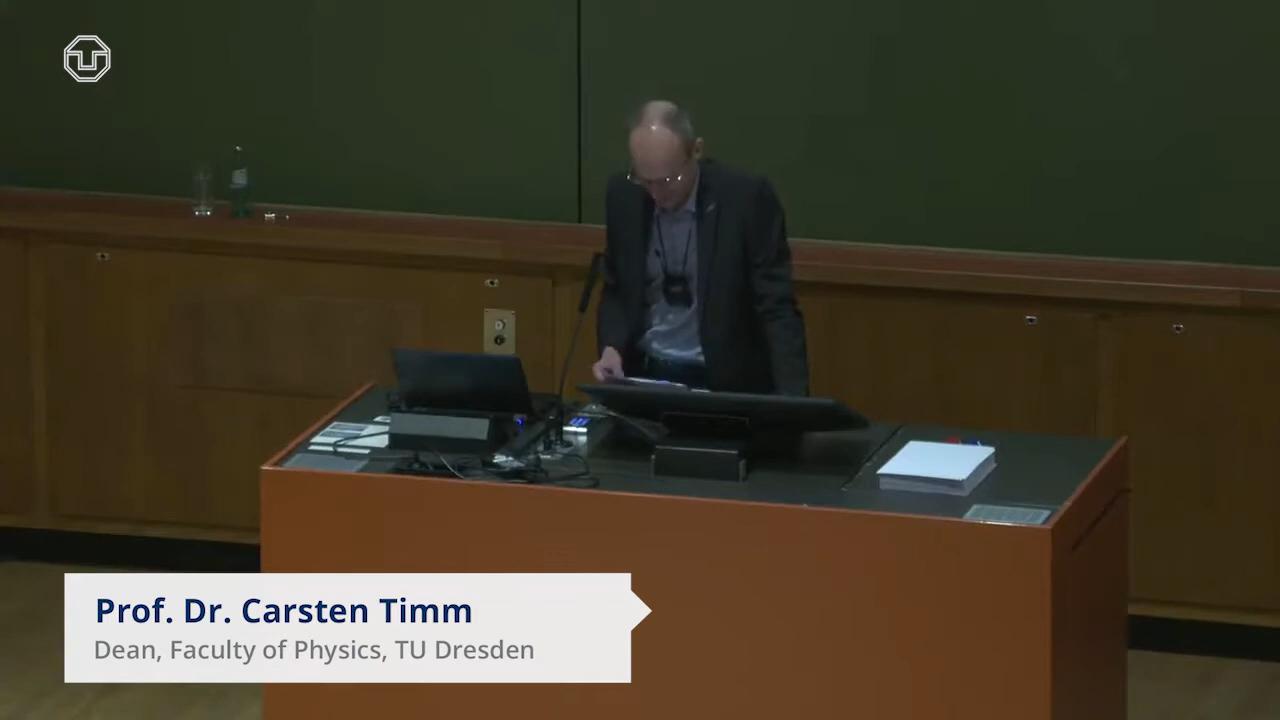 Prof. Dr. Carsten Timm
Dean, Faculty of Physics, TU Dresden